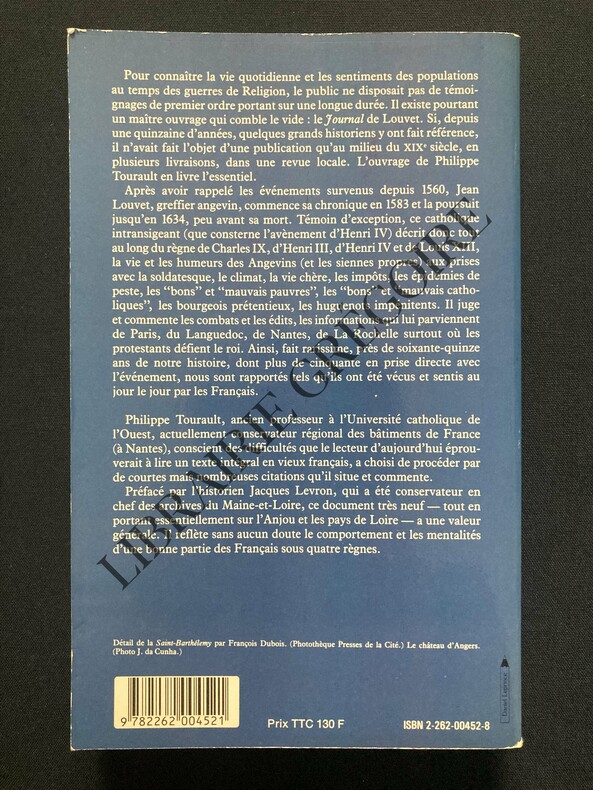 Pour connaître la vie quotidienne et les sentiments des populations
au temps des guerres de Religion, le public ne disposait pas de témoi-
gnages de premier ordre portant sur une longue durée. Il existe pourtant
un maître ouvrage qui comble le vide : le Journal de Louvet. Si, depuis
une quinzaine d'années, quelques grands historiens y ont fait référence,
il n'avait fait l'objet d'une publication qu'au milieu du XIXe siècle, en
plusieurs livraisons, dans une revue locale. L'ouvrage de Philippe
Tourault en livre l'essentiel.
Après avoir rappelé les événements survenus depuis 1560, Jean
Louvet, greffier angevin, commence sa chronique en 1583 et la poursuit
jusqu'en 1634, peu avant sa mort. Témoin d'exception, ce catholique
intransigeant (que consterne l'avènement d'Henri IV) décrit donc tout
au long du règne de Charles IX, d'Henri III, d'Henri IV et de Louis XIII,
la vie et les humeurs des Angevins (et les siennes propres) aux prises
avec la soldatesque, le climat, la vie chère, les impôts, les épidémies de
peste, les "bons" et "mauvais pauvres", les "bons" et "mauvais catho-
liques", les bourgeois prétentieux, les huguenots impénitents. Il juge
et commente les combats et les édits, les informations qui lui parviennent
de Paris, du Languedoc, de Nantes, de La Rochelle surtout où les
protestants défient le roi. Ainsi, fait rarissime, près de soixante-quinze
ans de notre histoire, dont plus de cinquante en prise directe avec
l'événement, nous sont rapportés tels qu'ils ont été vécus et sentis au
jour le jour par les Français.
Philippe Tourault, ancien professeur à l'Université catholique de
l'Ouest, actuellement conservateur régional des bâtiments de France
(à Nantes), conscient des difficultés que le lecteur d'aujourd'hui éprou-
verait à lire un texte intégral en vieux français, a choisi de procéder par
de courtes mais nombreuses citations qu'il situe et commente.
Préfacé par l'historien Jacques Levron, qui a été conservateur en
chef des archives du Maine-et-Loire, ce document très neuf — tout en
portant essentiellement sur l'Anjou et les pays de Loire — a une valeur
générale. Il reflète sans aucun doute le comportement et les mentalités
d'une bonne partie des Français sous quatre règnes.
LIBRAIRIE GRÉGOIRE
Détail de la Saint-Barthélemy par François Dubois. (Photothèque Presses de la Cité.) Le château d'Angers.
(Photo J. da Cunha.)
9 782262 004521
Prix TTC 130 F
ISBN 2-262-00452-8